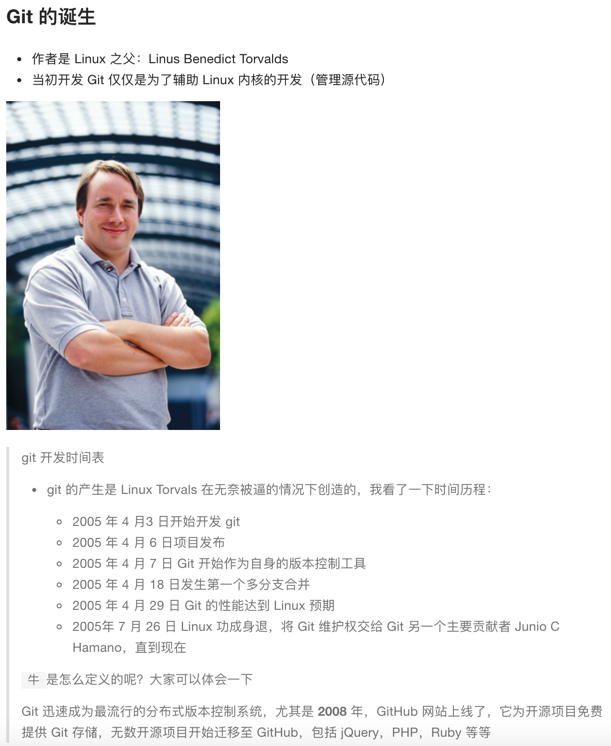 Git 的诞生
作者是 Linux 之父：Linus Benedict Torvalds
当初开发 Git 仅仅是为了辅助 Linux 内核的开发（管理源代码）
git 开发时间表
git 的产生是 Linux Torvals 在无奈被逼的情况下创造的，我看了一下时间历程：
2005 年 4 月3 日开始开发 git
2005 年 4 月 6 日项目发布
2005 年 4 月 7 日 Git 开始作为自身的版本控制工具
2005 年 4 月 18 日发生第一个多分支合并
2005 年 4 月 29 日 Git 的性能达到 Linux 预期
2005年 7 月 26 日 Linux 功成身退，将 Git 维护权交给 Git 另一个主要贡献者 Junio C
Hamano，直到现在
牛 是怎么定义的呢？大家可以体会一下
Git 迅速成为最流行的分布式版本控制系统，尤其是 2008 年，GitHub 网站上线了，它为开源项目免费
提供 Git 存储，无数开源项目开始迁移至 GitHub，包括 jQuery，PHP，Ruby 等等